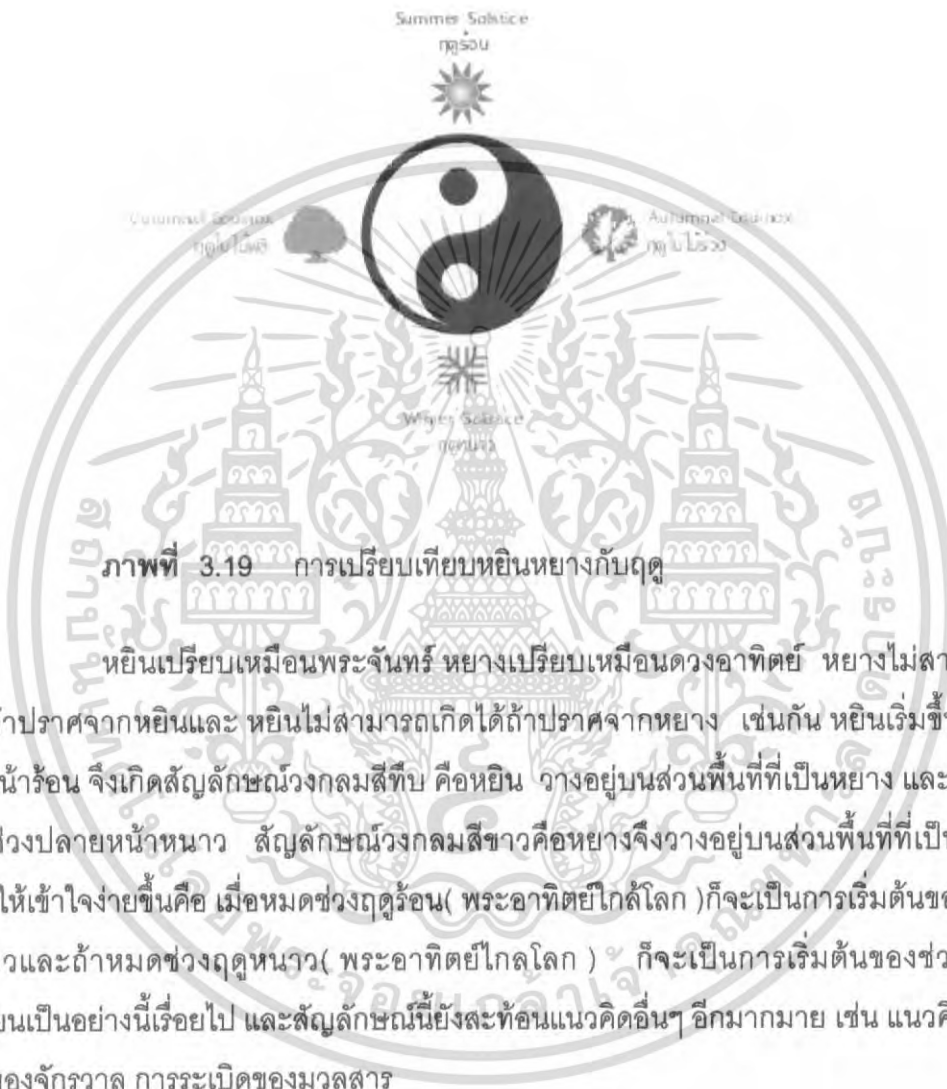 Summer Solstice
ฤดูร้อน
Autumnal Equinox
ฤดูใบไม้ร่วง
ฤดูใบไม้ผลิ
Winter Solstice
ฤดูหนาว
ภาพที่ 3.19 การเปรียบเทียบหยินหยางกับฤดู
หยินเปรียบเหมือนพระจันทร์ หยางเปรียบเหมือนดวงอาทิตย์ หยางไม่สา
ปราศจากหยินและ หยินไม่สามารถเกิดได้ถ้าปราศจากหยาง เช่นกัน หยินเริ่มขึ้
น้าร้อน จึงเกิดสัญลักษณ์วงกลมสีทึบ คือหยิน วางอยู่บนส่วนพื้นที่ที่เป็นหยาง และ
ช่วงปลายหน้าหนาว สัญลักษณ์วงกลมสีขาวคือหยางจึงวางอยู่บนส่วนพื้นที่ที่เป็
ให้เข้าใจง่ายขึ้นคือ เมื่อหมดช่วงฤดูร้อน( พระอาทิตย์ใกล้โลก )ก็จะเป็นการเริ่มต้นขอ
วและถ้าหมดช่วงฤดูหนาว( พระอาทิตย์ไกลโลก ) ก็จะเป็นการเริ่มต้นของช่ว
ยนเป็นอย่างนี้เรื่อยไป และสัญลักษณ์นี้ยังสะท้อนแนวคิดอื่นๆ อีกมากมาย เช่น แนวคิ
ของจักรวาล การระเบิดของมวลสาร